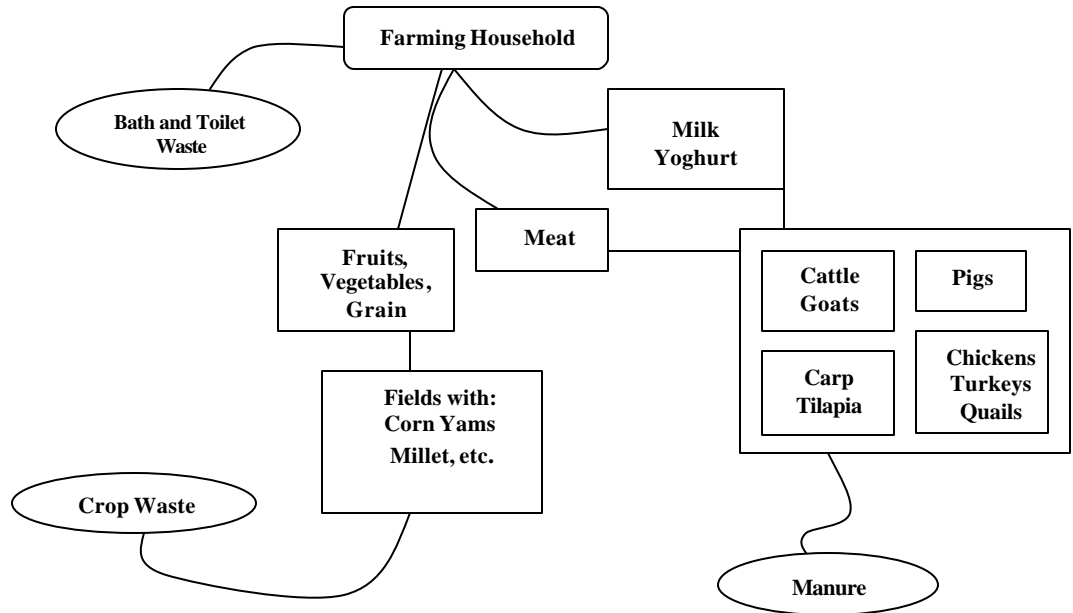 Farming Household
Bath and Toilet
Waste
Milk
Yoghurt
Meat
Fruits,
Vegetables,
Grain
Cattle
Goats
Pigs
Carp
Tilapia
Chickens
Turkeys
Quails
Fields with:
Corn Yams
Millet, etc.
Crop Waste
Manure